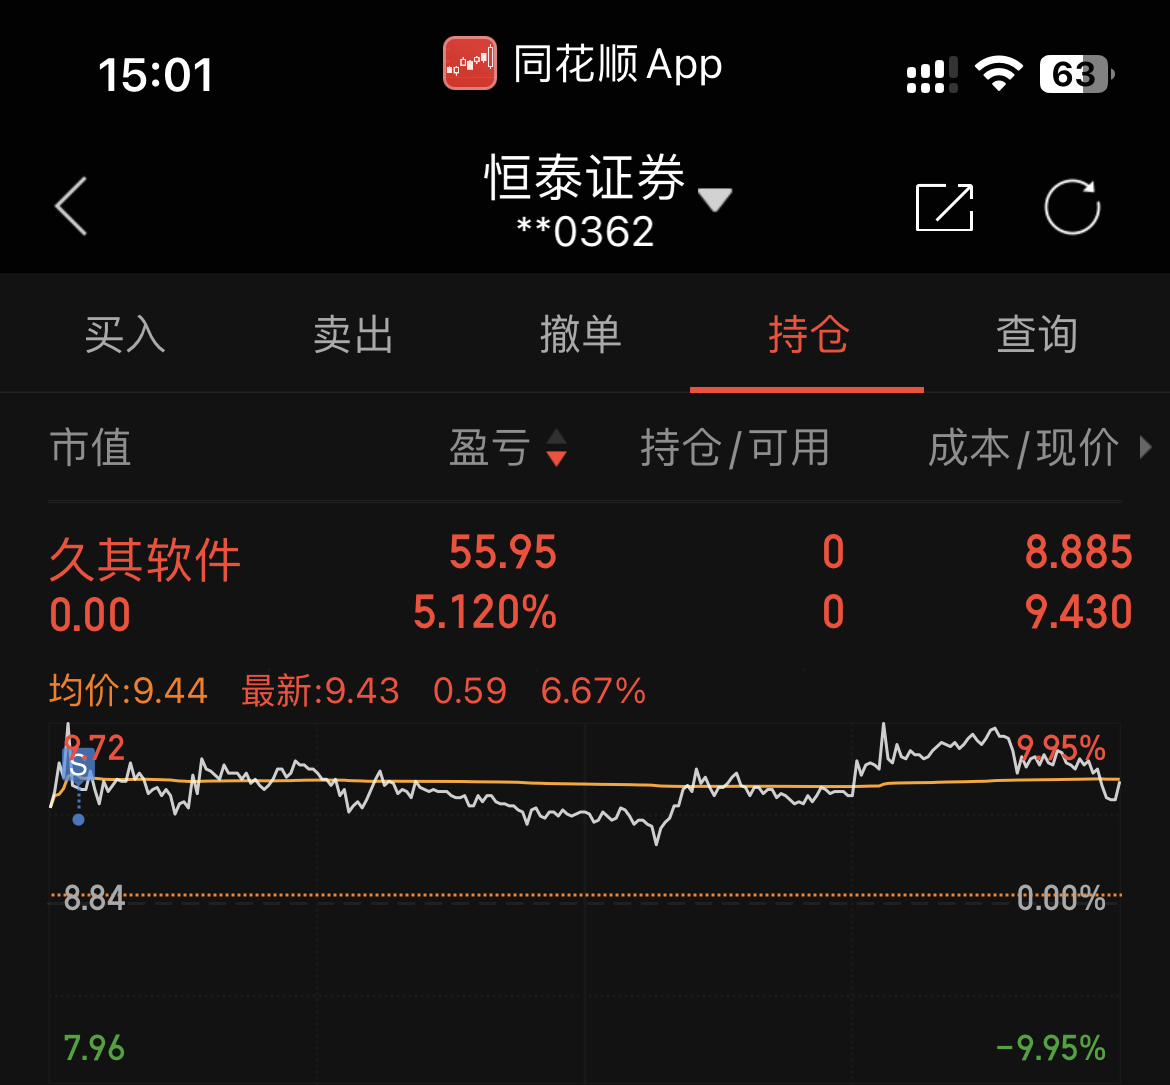 15:01 同花顺App 63
恒泰证券
**0362
买入 卖出 撤单 持仓 查询
市值 盈亏 持仓/可用 成本/现价
久其软件 55.95 0 8.885
0.00 5.120% 0 9.430
均价:9.44 最新:9.43 0.59 6.67%
9.72 9.95%
S
8.84 0.00%
7.96 -9.95%